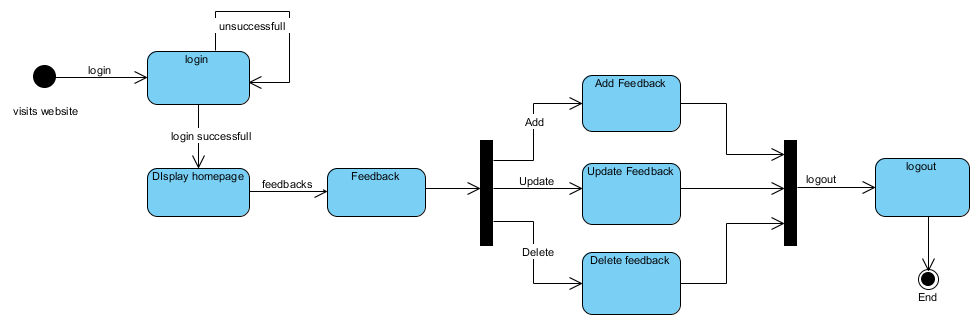 unsuccessfull
login
login
visits website
login successfull
DIsplay homepage
feedbacks
Feedback
Add
Update
Delete
Add Feedback
Update Feedback
Delete feedback
logout
logout
End